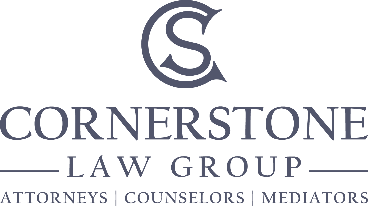 CS
CORNERSTONE
LAW GROUP
ATTORNEYS | COUNSELORS | MEDIATORS